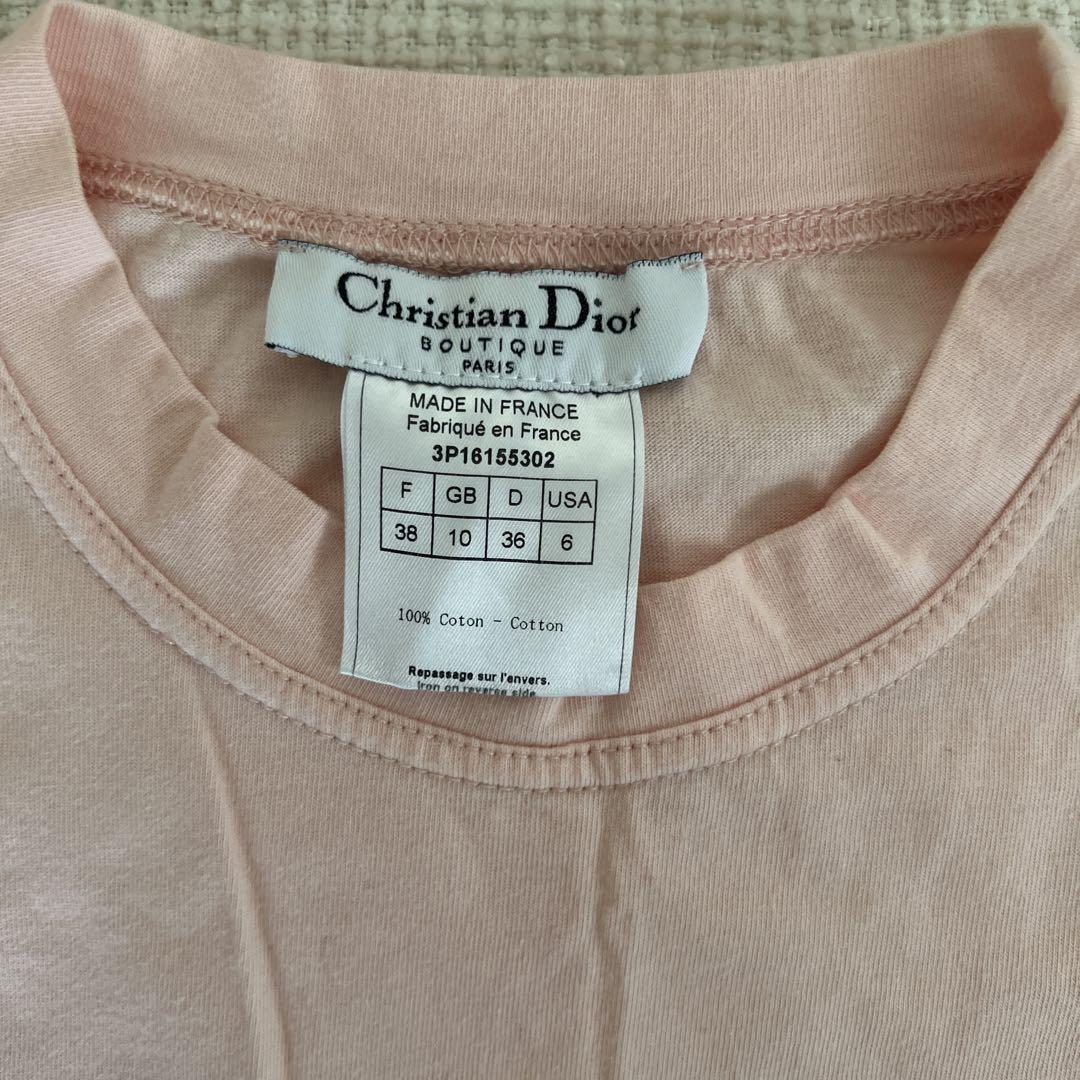 Christian Dior
BOUTIQUE
PARIS
MADE IN FRANCE
Fabriqué en France
3P16155302
F GB D USA
38 10 36 6
100% Coton - Cotton
Repassage sur l'envers.
Iron on reverse side